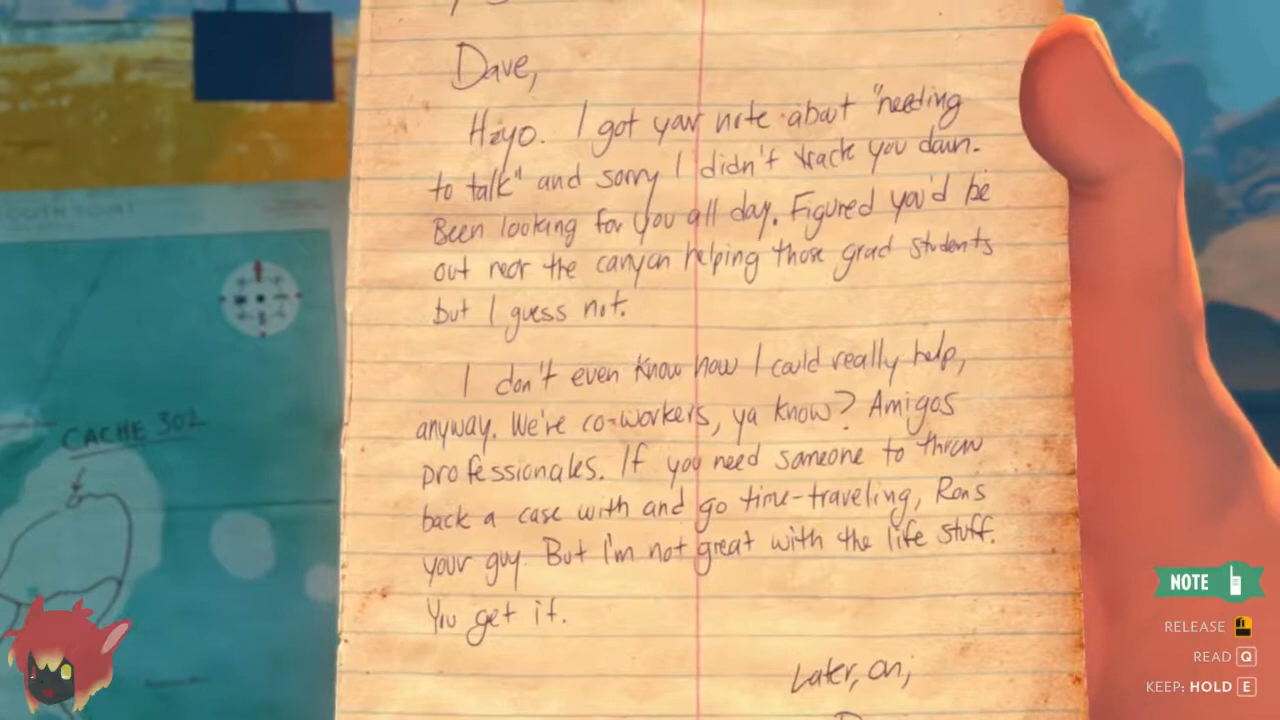 Dave,
Heyo. I got your note about "needing
to talk" and sorry I didn't track you down.
Been looking for you all day. Figured you'd be
out near the canyon helping those grad students
but I guess not.
I don't even know how I could really help,
anyway. We're co-workers, ya know? Amigos
professionales. If you need someone to throw
back a case with and go time-traveling, Ron's
your guy. But I'm not great with the life stuff.
You get it.
Later, on,
CACHE 302
NOTE
RELEASE
READ Q
KEEP: HOLD E